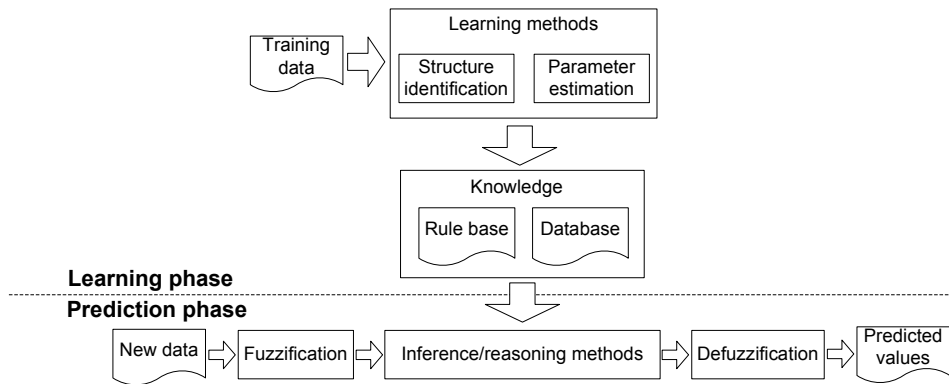 Learning methods
Training
data
Structure
identification
Parameter
estimation
Knowledge
Rule base
Database
Learning phase
Prediction phase
New data
Fuzzification
Inference/reasoning methods
Defuzzification
Predicted
values